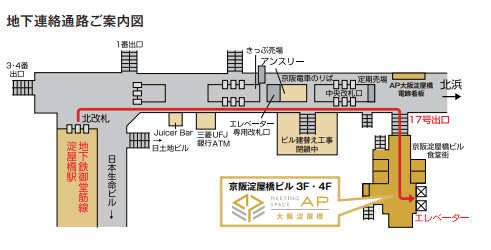 地下連絡通路ご案内図
1番出口
きっぷ売場
アンスリー
3・4番
出口
京阪電車のりば
定期売場
中央改札口
AP大阪淀屋橋
電飾看板
北浜
北改札
エレベーター
専用改札口
17号出口
Juicer Bar
日土地ビル
三菱UFJ
銀行ATM
ビル建替え工事
閉鎖中
京阪淀屋橋ビル
食堂街
地下鉄御堂筋線
淀屋橋駅
日本生命ビル
京阪淀屋橋ビル 3F・4F
MEETING
SPACE
AP
大阪淀屋橋
エレベーター